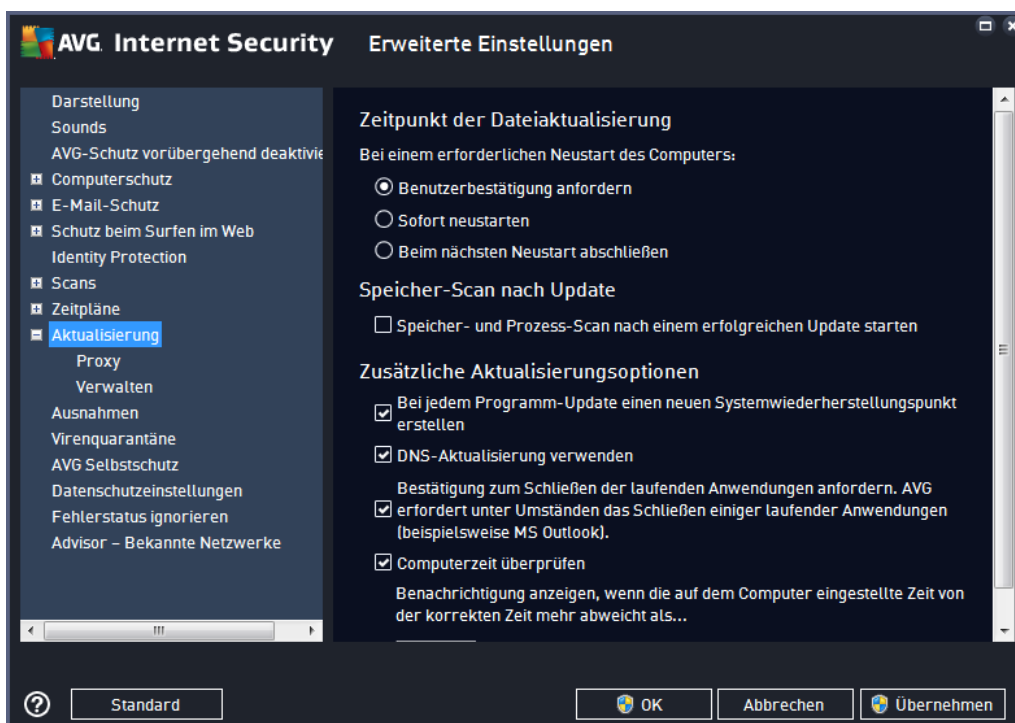 AVG. Internet Security
Erweiterte Einstellungen
Darstellung
Sounds
AVG-Schutz vorübergehend deaktivie
Computerschutz
E-Mail-Schutz
Schutz beim Surfen im Web
Identity Protection
Scans
Zeitpläne
Aktualisierung
Proxy
Verwalten
Ausnahmen
Virenquarantäne
AVG Selbstschutz
Datenschutzeinstellungen
Fehlerstatus ignorieren
Advisor – Bekannte Netzwerke
Zeitpunkt der Dateiaktualisierung
Bei einem erforderlichen Neustart des Computers:
Benutzerbestätigung anfordern
Sofort neustarten
Beim nächsten Neustart abschließen
Speicher-Scan nach Update
Speicher- und Prozess-Scan nach einem erfolgreichen Update starten
Zusätzliche Aktualisierungsoptionen
Bei jedem Programm-Update einen neuen Systemwiederherstellungspunkt
erstellen
DNS-Aktualisierung verwenden
Bestätigung zum Schließen der laufenden Anwendungen anfordern. AVG
erfordert unter Umständen das Schließen einiger laufender Anwendungen
(beispielsweise MS Outlook).
Computerzeit überprüfen
Benachrichtigung anzeigen, wenn die auf dem Computer eingestellte Zeit von
der korrekten Zeit mehr abweicht als...
?
Standard
OK
Abbrechen
Übernehmen